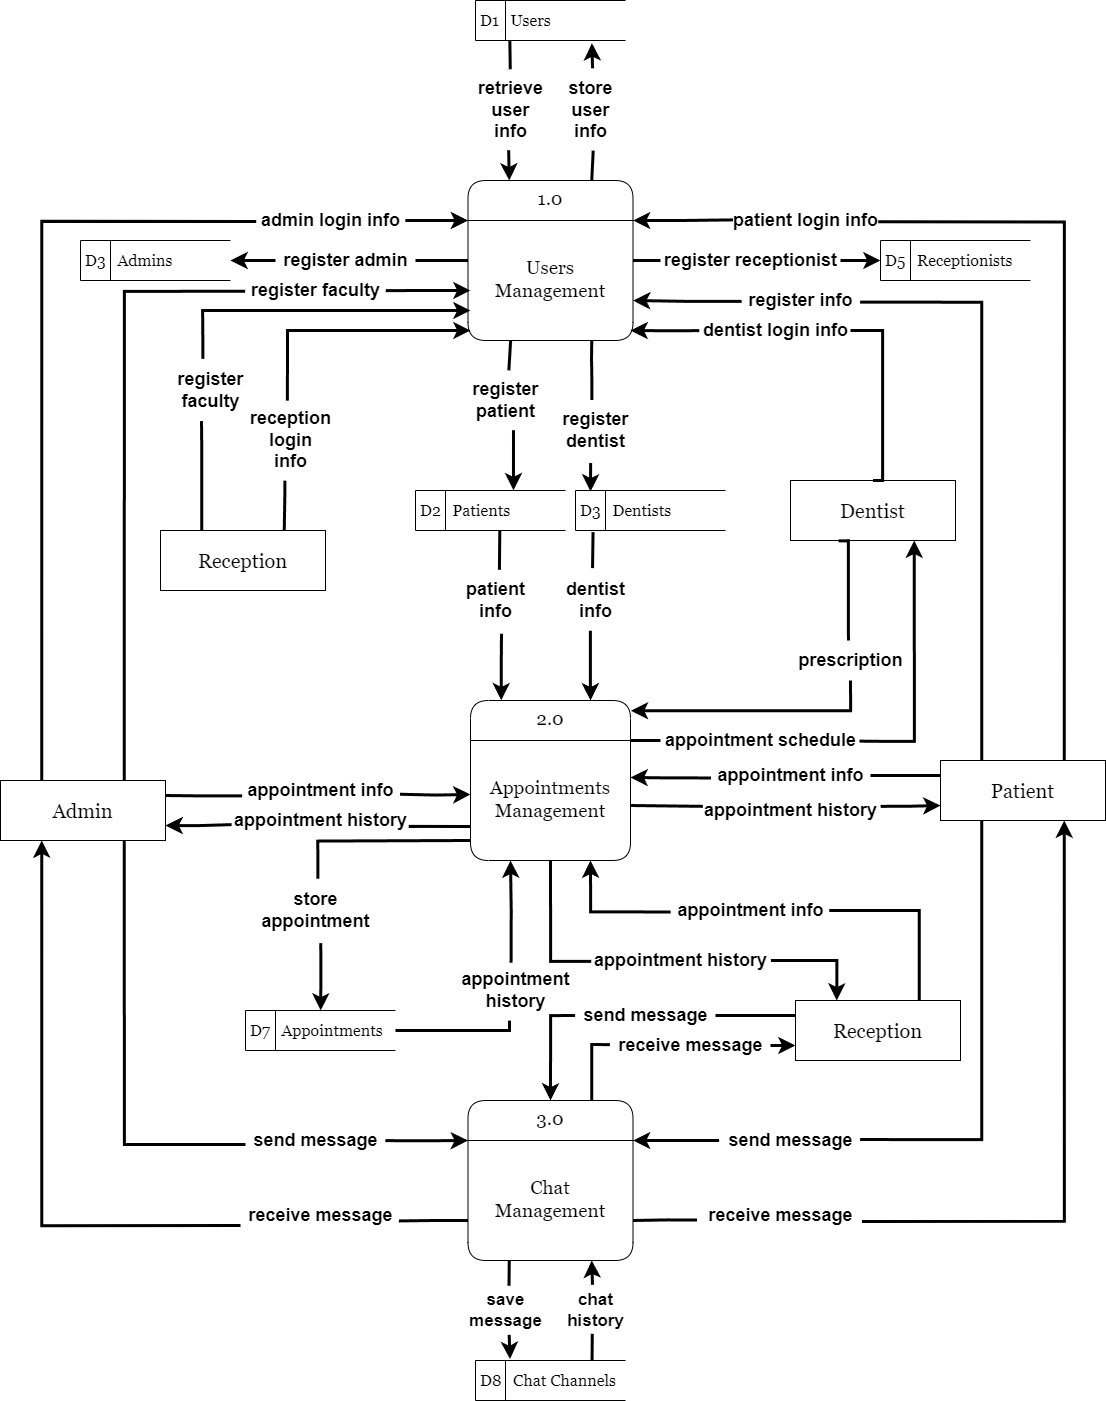 D1 Users
retrieve
user
info
store
user
info
1.0
admin login info
patient login info
D3 Admins
register admin
Users
Management
register receptionist
D5 Receptionists
register faculty
register info
dentist login info
register
faculty
reception
login
info
register
patient
register
dentist
D2 Patients
D3 Dentists
Dentist
Reception
patient
info
dentist
info
prescription
2.0
appointment schedule
appointment info
Appointments
Management
appointment info
Admin
Patient
appointment history
appointment history
store
appointment
appointment info
appointment history
appointment
history
D7 Appointments
send message
Reception
receive message
3.0
send message
send message
Chat
Management
receive message
receive message
save
message
chat
history
D8 Chat Channels